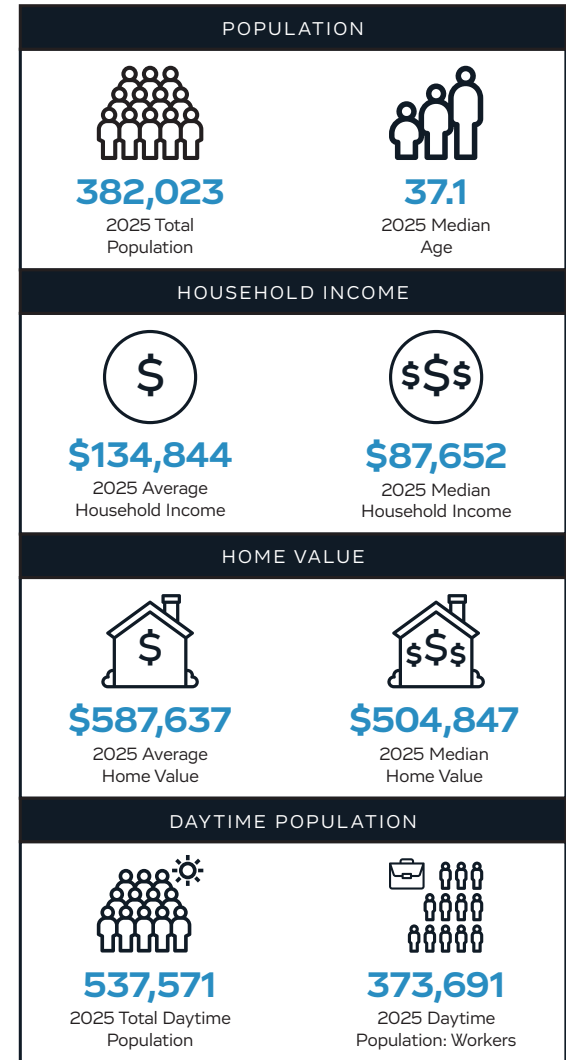 POPULATION
382,023
2025 Total
Population
37.1
2025 Median
Age
HOUSEHOLD INCOME
$
$134,844
2025 Average
Household Income
$$$
$87,652
2025 Median
Household Income
HOME VALUE
$
$587,637
2025 Average
Home Value
$$$
$504,847
2025 Median
Home Value
DAYTIME POPULATION
537,571
2025 Total Daytime
Population
373,691
2025 Daytime
Population: Workers